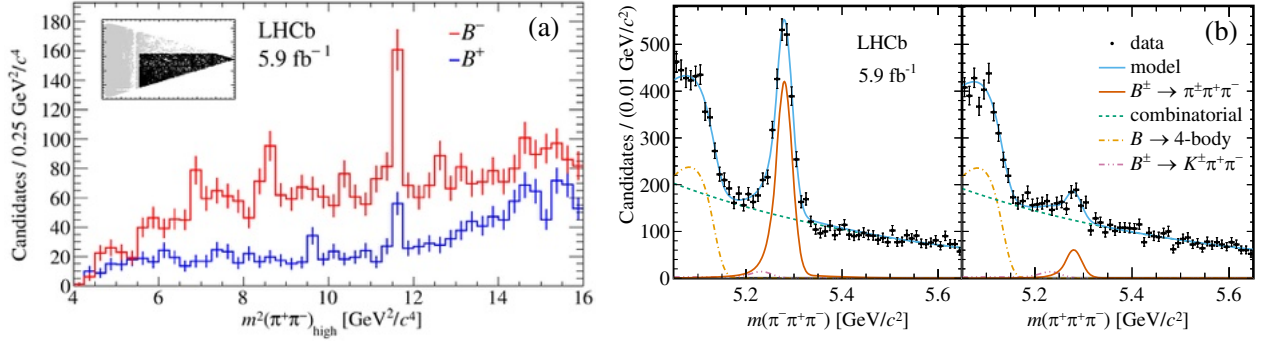 180
160
140
120
100
80
60
40
20
0
Candidates / 0.25 GeV²/c⁴
LHCb
5.9 fb⁻¹
B⁻
B⁺
(a)
4 6 8 10 12 14 16
m²(π⁺π⁻)high [GeV²/c⁴]
500
400
300
200
100
0
Candidates / (0.01 GeV/c²)
LHCb
5.9 fb⁻¹
5.2 5.4 5.6
m(π⁻π⁺π⁻) [GeV/c²]
(b)
data
model
B± → π±π⁺π⁻
combinatorial
B → 4-body
B± → K±π⁺π⁻
5.2 5.4 5.6
m(π⁺π⁺π⁻) [GeV/c²]